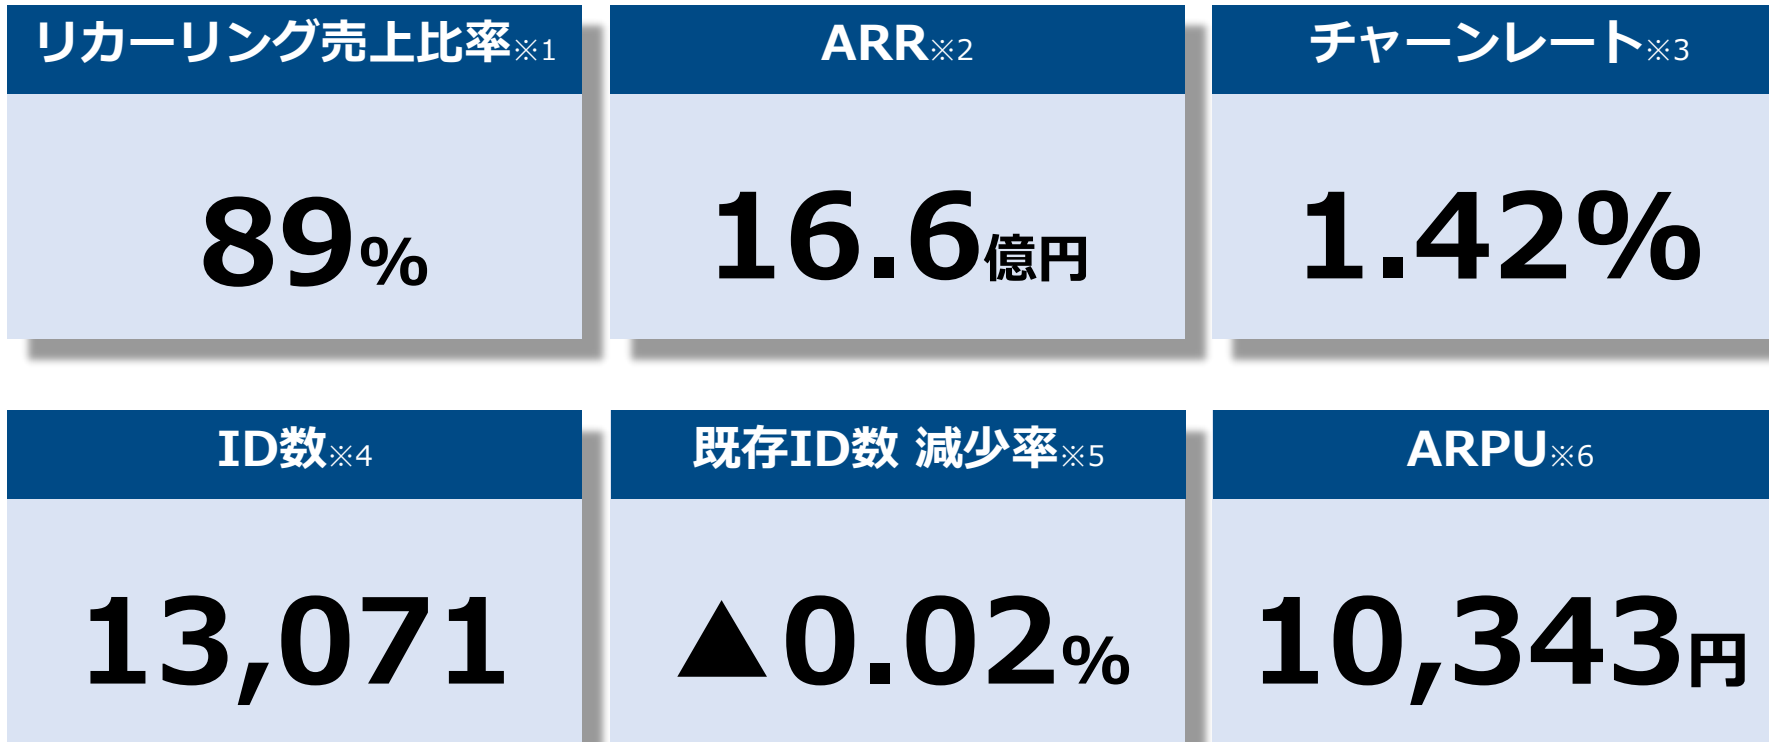 リカーリング売上比率※1
89%
ARR※2
16.6億円
チャーンレート※3
1.42%
ID数※4
13,071
既存ID数 減少率※5
▲0.02%
ARPU※6
10,343円